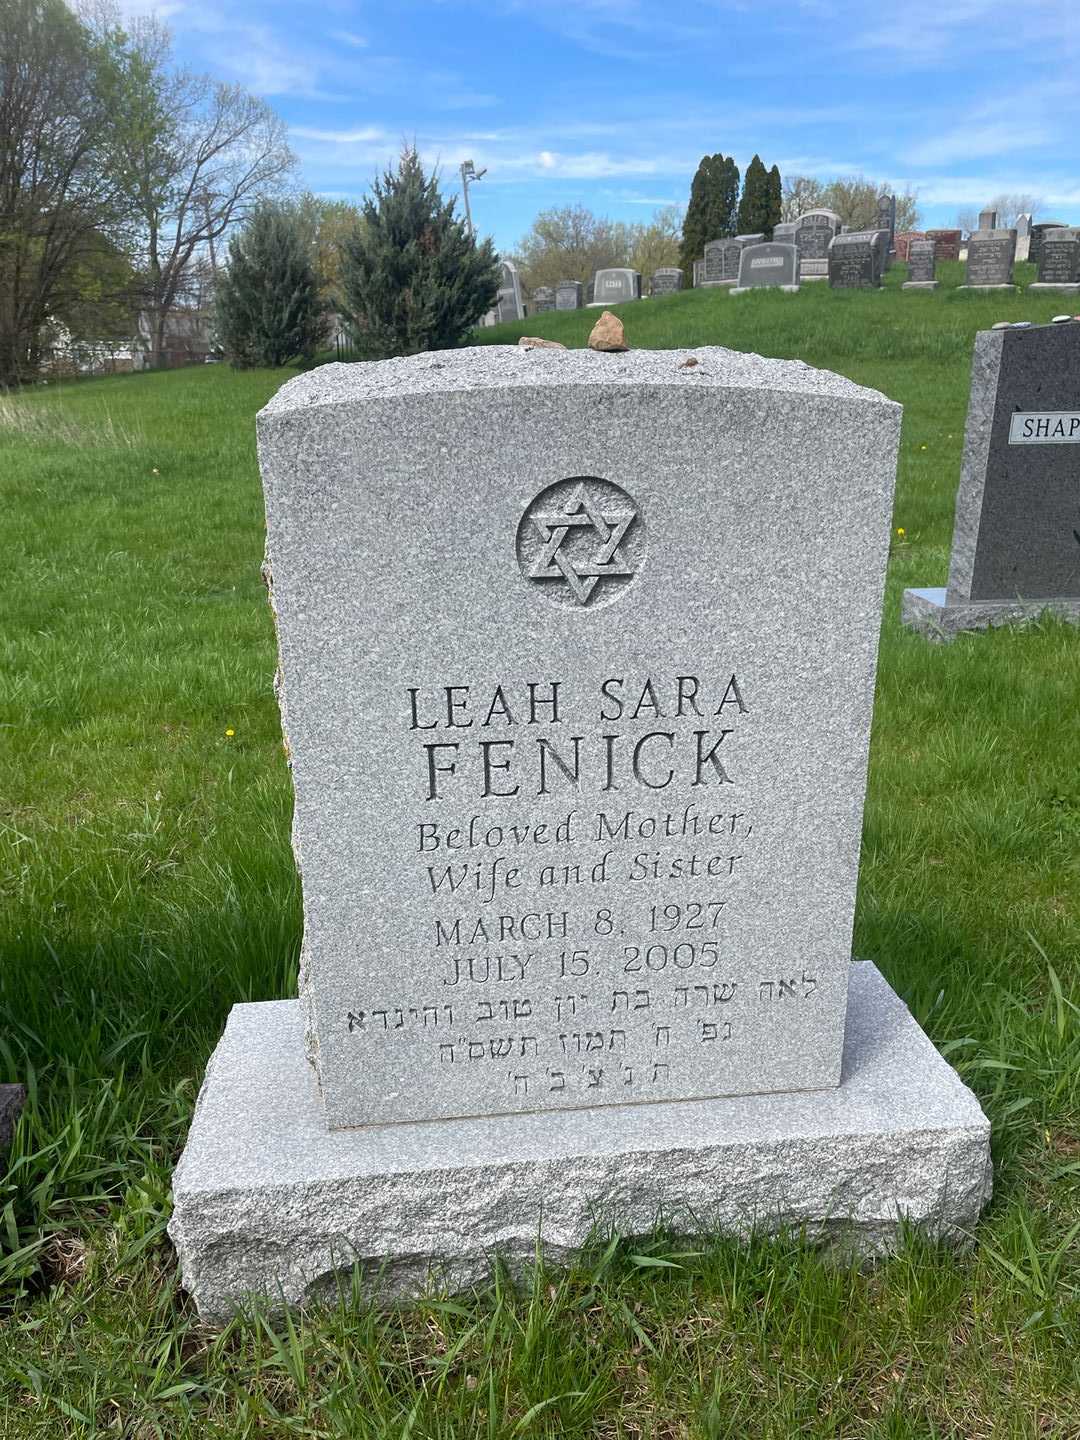 LEAH SARA
FENICK
Beloved Mother,
Wife and Sister
MARCH 8, 1927
JULY 15, 2005
לאה שרה בת יון טוב והינדא
נפ' ח' תמוז תשס"ה
ת' נ' צ' ב' ה'
SHAP
KATZ